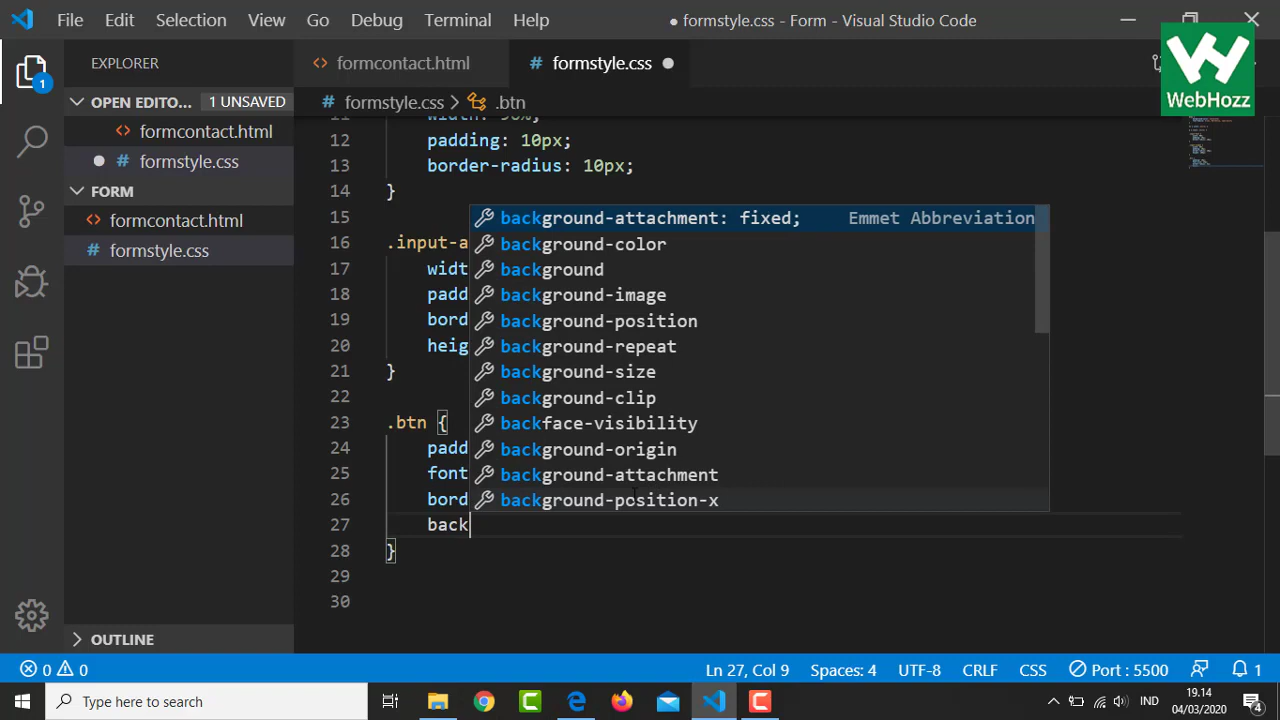 File Edit Selection View Go Debug Terminal Help
● formstyle.css - Form - Visual Studio Code
WebHozz
EXPLORER
formcontact.html
# formstyle.css
OPEN EDITO... 1 UNSAVED
formcontact.html
# formstyle.css
FORM
formcontact.html
# formstyle.css
OUTLINE
# formstyle.css > .btn
12 padding: 10px;
13 border-radius: 10px;
14 }
15
16 .input-a
17 widt
18 padd
19 bord
20 heig
21 }
22
23 .btn {
24 padd
25 font
26 bord
27 back
28 }
29
30
background-attachment: fixed; Emmet Abbreviation
background-color
background
background-image
background-position
background-repeat
background-size
background-clip
backface-visibility
background-origin
background-attachment
background-position-x
1
0 0
Ln 27, Col 9 Spaces: 4 UTF-8 CRLF CSS Port : 5500 1
Type here to search
IND
19.14
04/03/2020
4